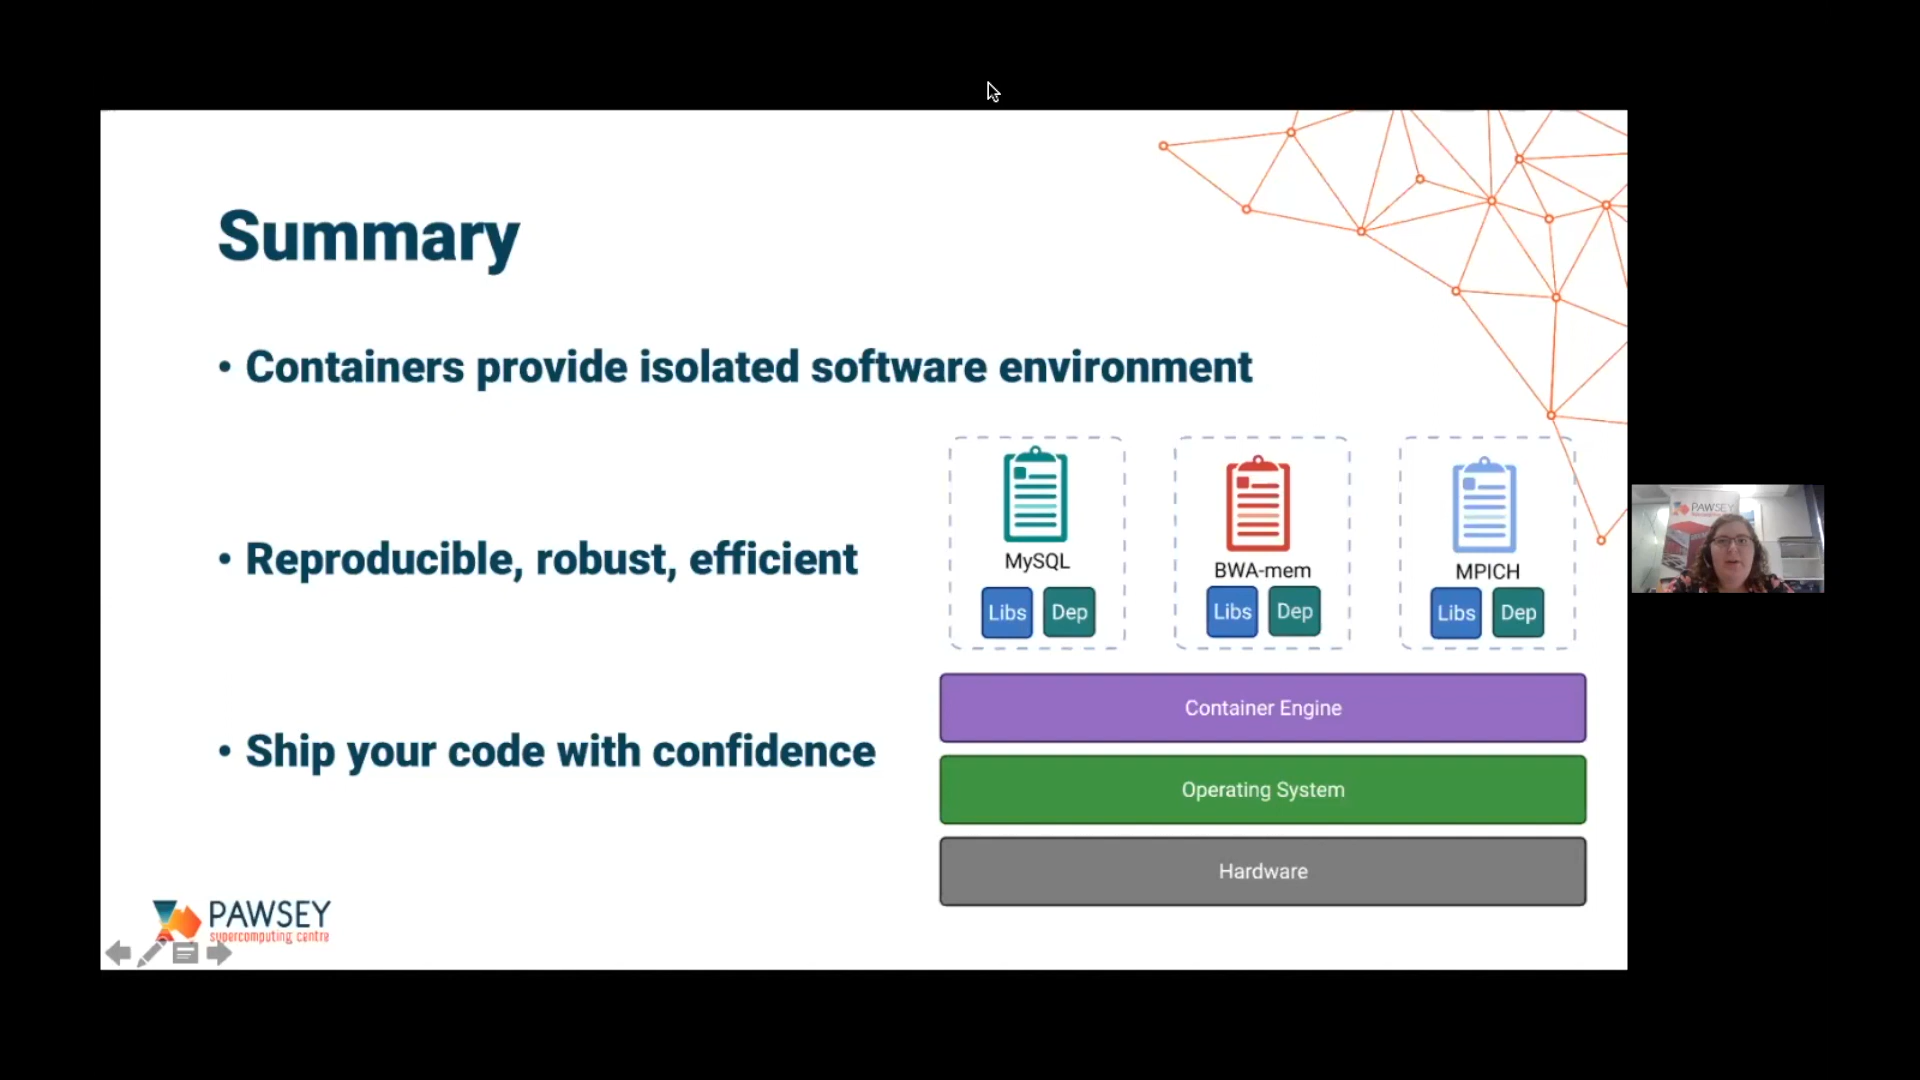 Summary
• Containers provide isolated software environment
• Reproducible, robust, efficient
• Ship your code with confidence
MySQL
Libs Dep
BWA-mem
Libs Dep
MPICH
Libs Dep
Container Engine
Operating System
Hardware
PAWSEY
supercomputing centre
PAWSEY